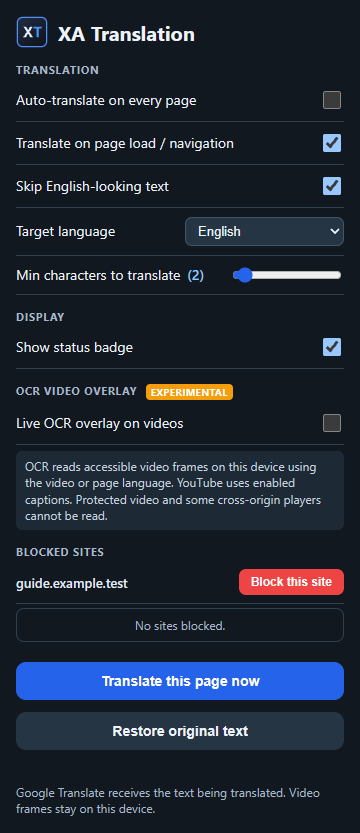 XT XA Translation
TRANSLATION
Auto-translate on every page
Translate on page load / navigation
Skip English-looking text
Target language English
Min characters to translate (2)
DISPLAY
Show status badge
OCR VIDEO OVERLAY EXPERIMENTAL
Live OCR overlay on videos
OCR reads accessible video frames on this device using
the video or page language. YouTube uses enabled
captions. Protected video and some cross-origin players
cannot be read.
BLOCKED SITES
guide.example.test Block this site
No sites blocked.
Translate this page now
Restore original text
Google Translate receives the text being translated. Video
frames stay on this device.